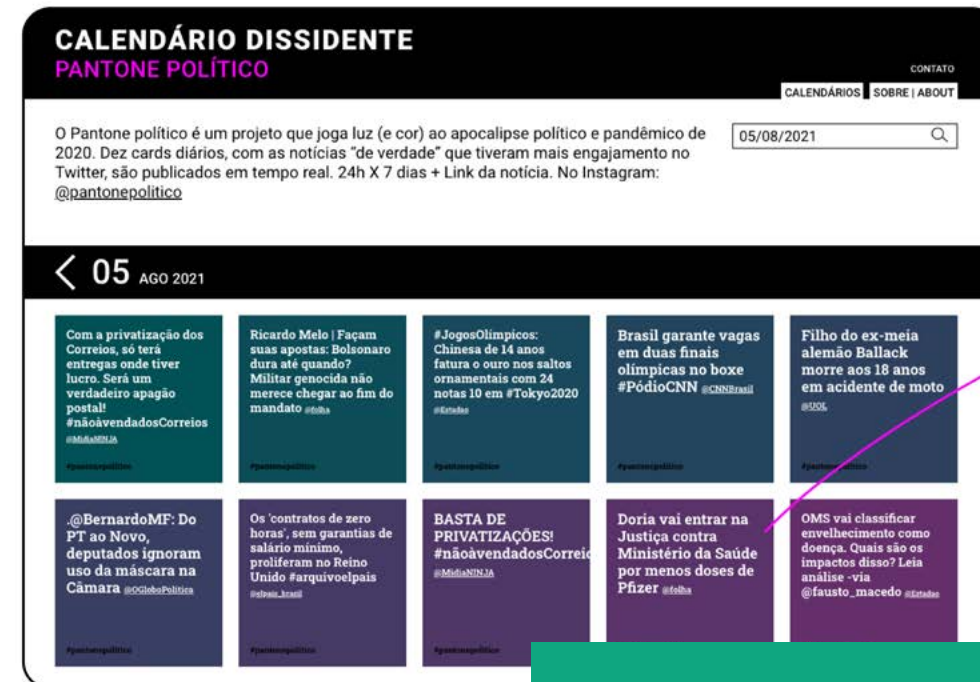 CALENDÁRIO DISSIDENTE
PANTONE POLÍTICO
CONTATO
CALENDÁRIOS SOBRE | ABOUT
O Pantone político é um projeto que joga luz (e cor) ao apocalipse político e pandêmico de
2020. Dez cards diários, com as notícias “de verdade” que tiveram mais engajamento no
Twitter, são publicados em tempo real. 24h X 7 dias + Link da notícia. No Instagram:
@pantonepolitico
05/08/2021
05 AGO 2021
Com a privatização dos
Correios, só terá
entregas onde tiver
lucro. Será um
verdadeiro apagão
postal!
#nãoàvendadosCorreios
@MidiaNINJA
#pantonepolitico
Ricardo Melo | Façam
suas apostas: Bolsonaro
dura até quando?
Militar genocida não
merece chegar ao fim do
mandato @folha
#pantonepolitico
#JogosOlímpicos:
Chinesa de 14 anos
fatura o ouro nos saltos
ornamentais com 24
notas 10 em #Tokyo2020
@Estadao
#pantonepolitico
Brasil garante vagas
em duas finais
olímpicas no boxe
#PódioCNN @CNNBrasil
#pantonepolitico
Filho do ex-meia
alemão Ballack
morre aos 18 anos
em acidente de moto
@UOL
#pantonepolitico
.@BernardoMF: Do
PT ao Novo,
deputados ignoram
uso da máscara na
Câmara @OGloboPolitica
#pantonepolitico
Os 'contratos de zero
horas', sem garantias de
salário mínimo,
proliferam no Reino
Unido #arquivoelpais
@elpais_brasil
#pantonepolitico
BASTA DE
PRIVATIZAÇÕES!
#nãoàvendadosCorreio
@MidiaNINJA
#pantonepolitico
Doria vai entrar na
Justiça contra
Ministério da Saúde
por menos doses de
Pfizer @folha
OMS vai classificar
envelhecimento como
doença. Quais são os
impactos disso? Leia
análise -via
@fausto_macedo @Estadao